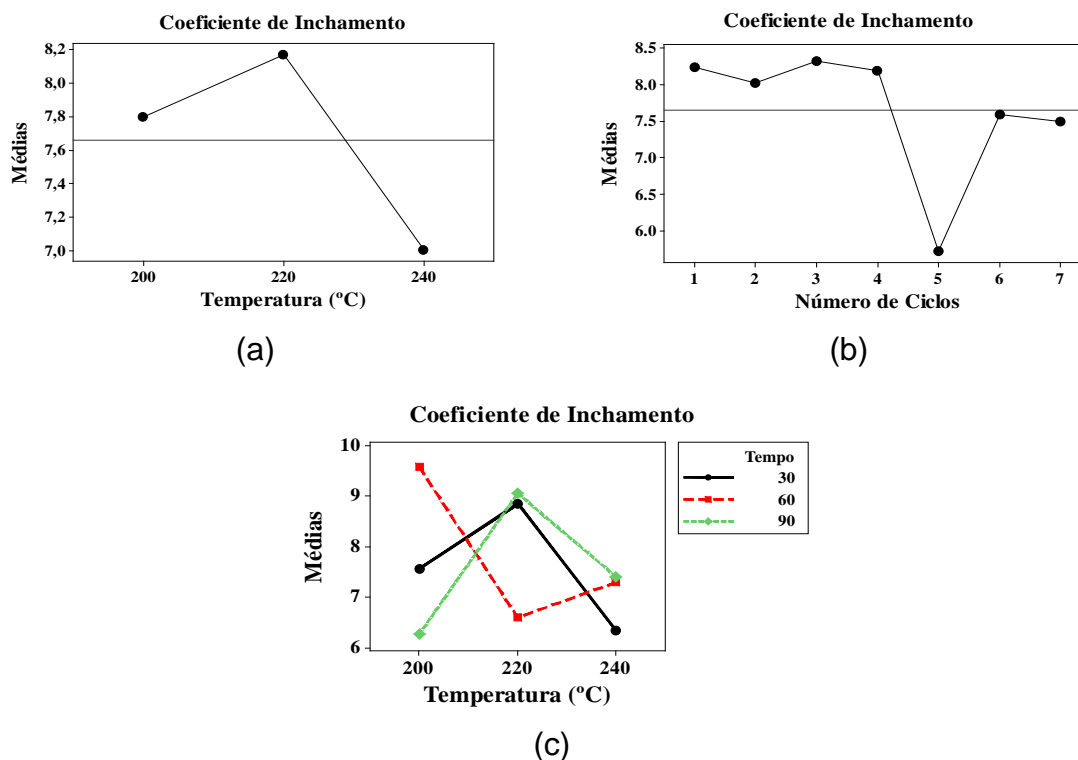 Coeficiente de Inchamento
Médias
8,2
8,0
7,8
7,6
7,4
7,2
7,0
200 220 240
Temperatura (ºC)
(a)
Coeficiente de Inchamento
Médias
8.5
8.0
7.5
7.0
6.5
6.0
1 2 3 4 5 6 7
Número de Ciclos
(b)
Coeficiente de Inchamento
Médias
10
9
8
7
6
200 220 240
Temperatura (ºC)
Tempo
30
60
90
(c)